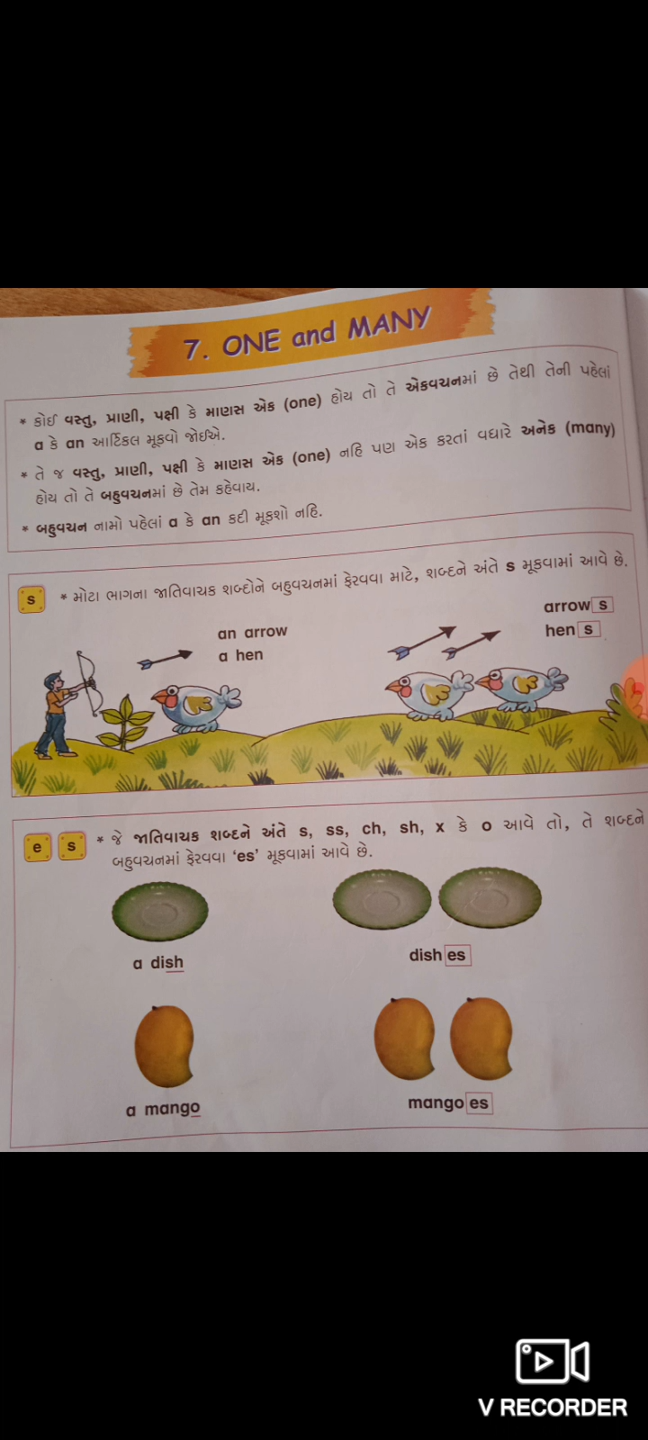 7. ONE and MANY
* કોઈ વસ્તુ, પ્રાણી, પક્ષી કે માણસ એક (one) હોય તો તે એકવચનમાં છે તેથી તેની પહેલાં
a કે an આર્ટિકલ મૂકવો જોઈએ.
* તે જ વસ્તુ, પ્રાણી, પક્ષી કે માણસ એક (one) નહિ પણ એક કરતાં વધારે અનેક (many)
હોય તો તે બહુવચનમાં છે તેમ કહેવાય.
* બહુવચન નામો પહેલાં a કે an કદી મૂકશો નહિ.
s * મોટા ભાગના જાતિવાચક શબ્દોને બહુવચનમાં ફેરવવા માટે, શબ્દને અંતે s મૂકવામાં આવે છે.
an arrow arrow s
a hen hen s
e s * જે જાતિવાચક શબ્દને અંતે s, ss, ch, sh, x કે o આવે તો, તે શબ્દને
બહુવચનમાં ફેરવવા ‘es’ મૂકવામાં આવે છે.
a dish dish es
a mango mango es
V RECORDER